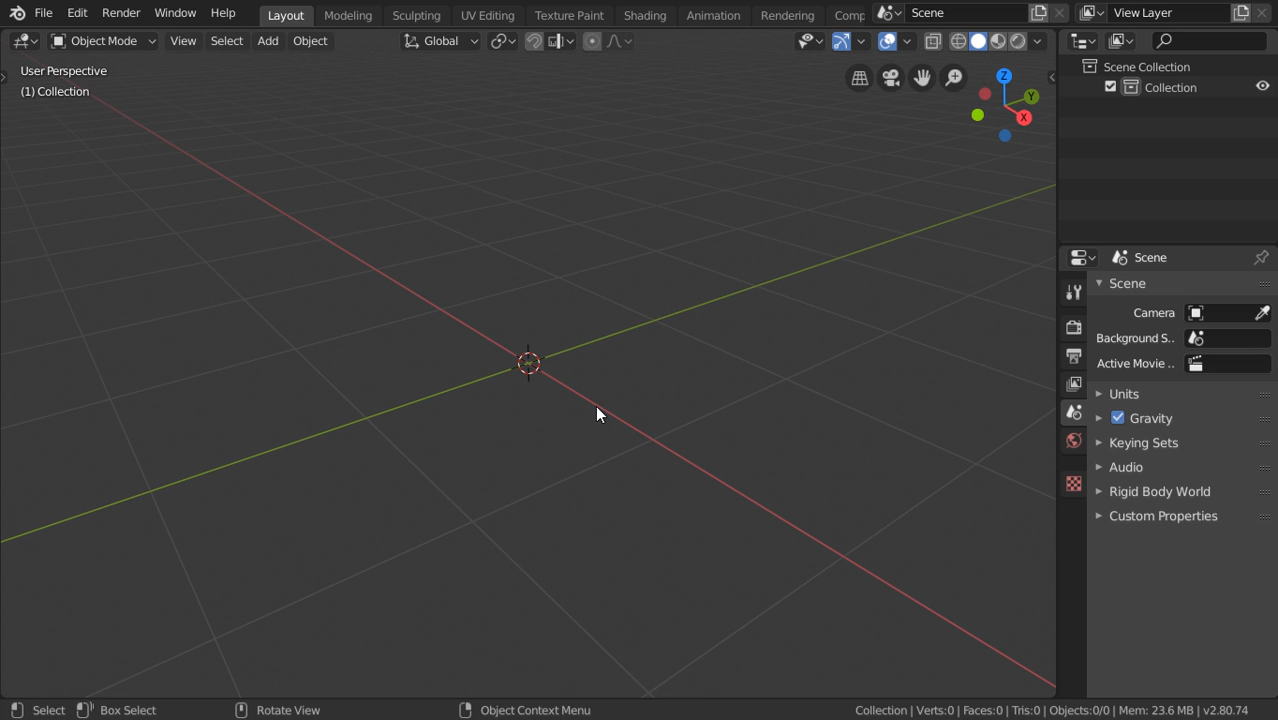 File Edit Render Window Help Layout Modeling Sculpting UV Editing Texture Paint Shading Animation Rendering Comp Scene View Layer
Object Mode View Select Add Object Global
User Perspective
(1) Collection
Z
Y
X
Scene Collection
Collection
Scene
Scene
Camera
Background S..
Active Movie ..
Units
Gravity
Keying Sets
Audio
Rigid Body World
Custom Properties
Select Box Select Rotate View Object Context Menu Collection | Verts:0 | Faces:0 | Tris:0 | Objects:0/0 | Mem: 23.6 MB | v2.80.74